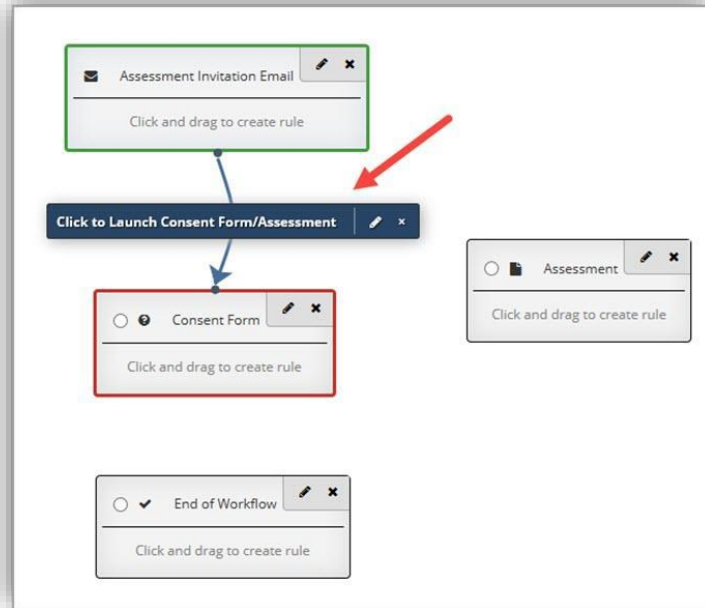 Assessment Invitation Email
Click and drag to create rule
Click to Launch Consent Form/Assessment
Assessment
Click and drag to create rule
Consent Form
Click and drag to create rule
End of Workflow
Click and drag to create rule